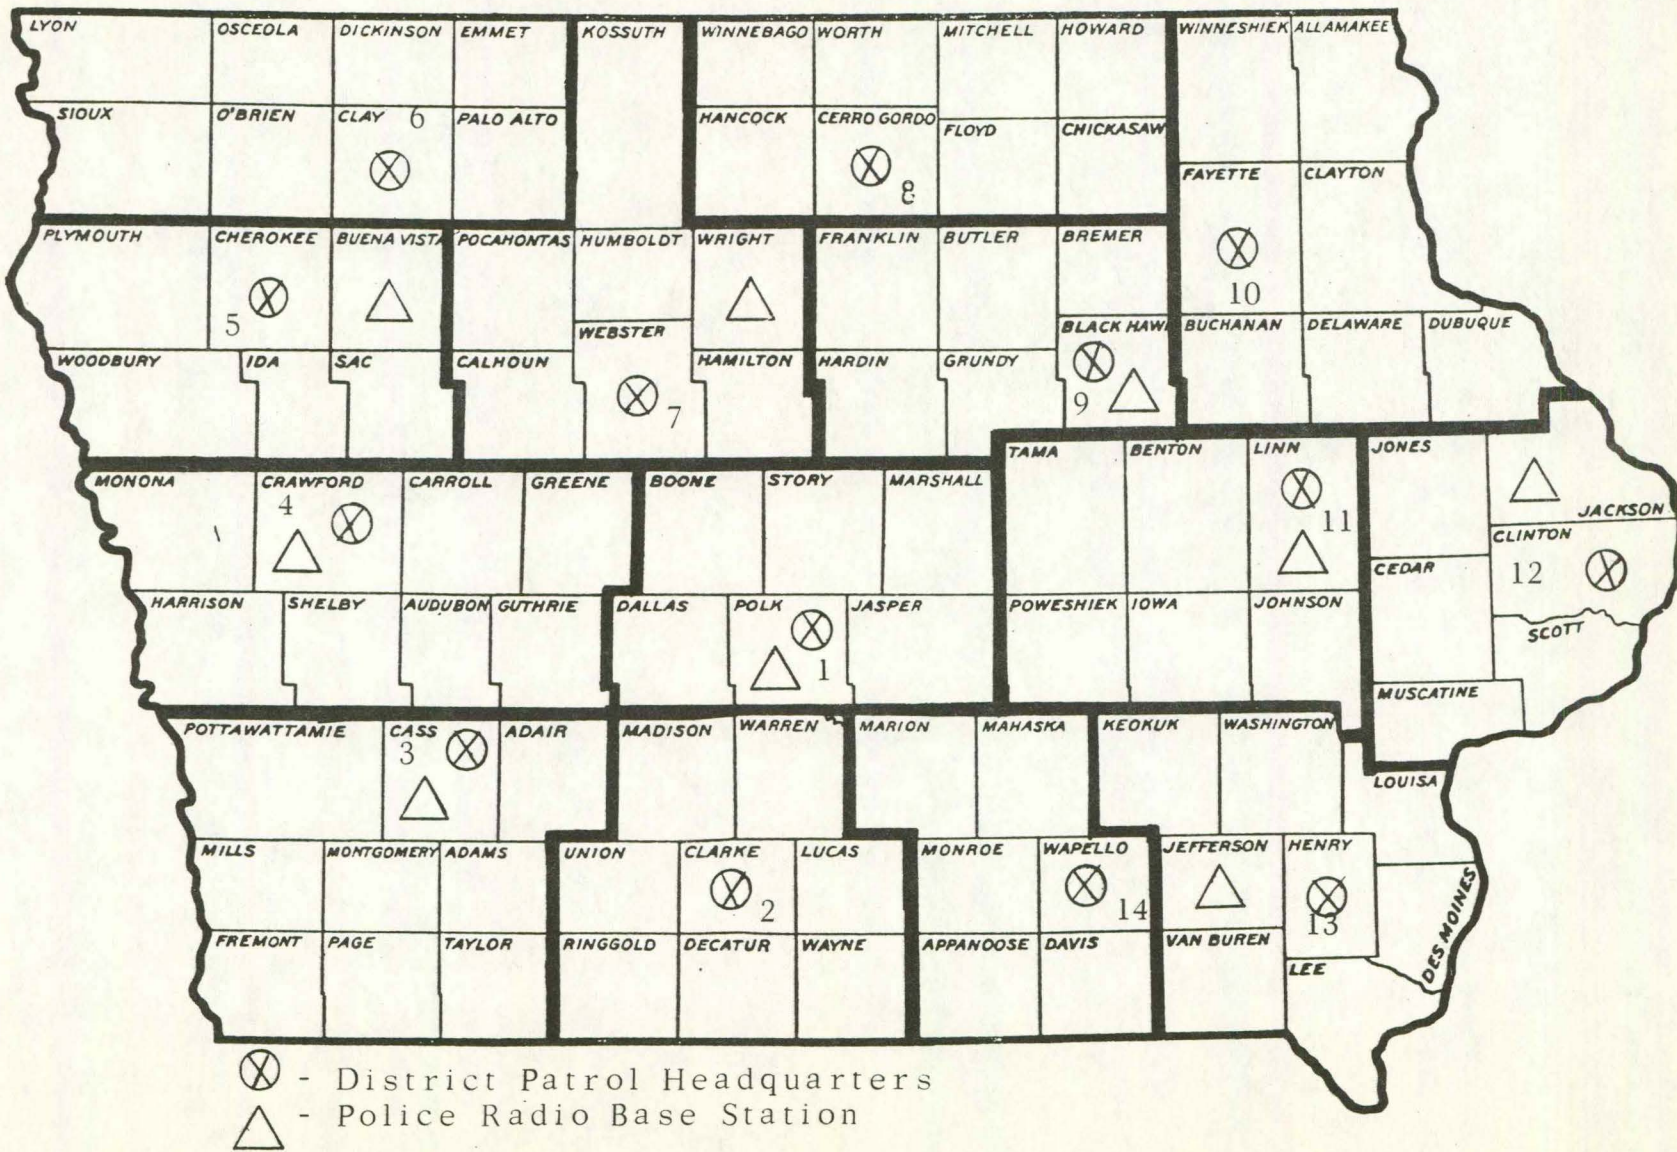 LYON OSCEOLA DICKINSON EMMET KOSSUTH WINNEBAGO WORTH MITCHELL HOWARD WINNESHIEK ALLAMAKEE
SIOUX O'BRIEN CLAY 6 PALO ALTO HANCOCK CERRO GORDO FLOYD CHICKASAW
8
FAYETTE CLAYTON
10
PLYMOUTH CHEROKEE BUENA VISTA POCAHONTAS HUMBOLDT WRIGHT FRANKLIN BUTLER BREMER
5
WEBSTER BLACK HAWK BUCHANAN DELAWARE DUBUQUE
WOODBURY IDA SAC CALHOUN HAMILTON HARDIN GRUNDY
7
9
TAMA BENTON LINN JONES
11
MONONA CRAWFORD CARROLL GREENE BOONE STORY MARSHALL
4
JACKSON
CLINTON
12
CEDAR
HARRISON SHELBY AUDUBON GUTHRIE DALLAS POLK JASPER POWESHIEK IOWA JOHNSON
1
SCOTT
MUSCATINE
POTTAWATTAMIE CASS ADAIR MADISON WARREN MARION MAHASKA KEOKUK WASHINGTON
3
LOUISA
MILLS MONTGOMERY ADAMS UNION CLARKE LUCAS MONROE WAPELLO JEFFERSON HENRY
2
14
13
DES MOINES
FREMONT PAGE TAYLOR RINGGOLD DECATUR WAYNE APPANOOSE DAVIS VAN BUREN
LEE
- District Patrol Headquarters
- Police Radio Base Station